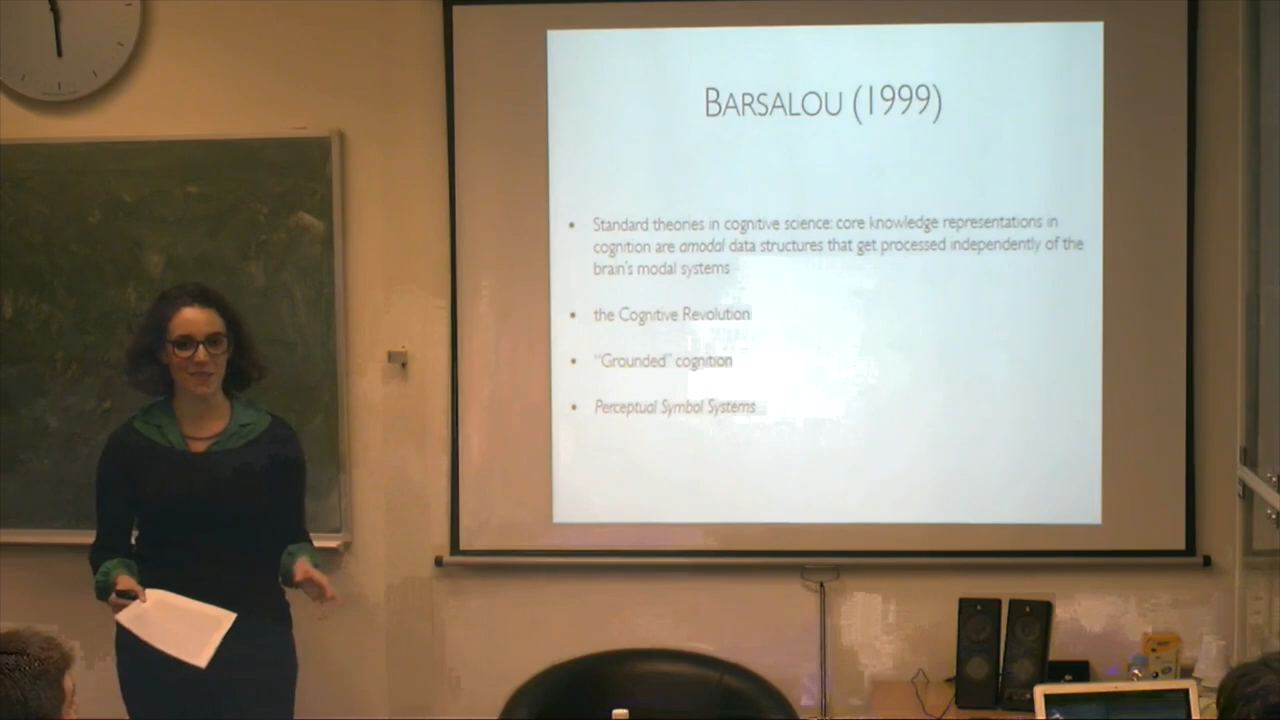 BARSALOU (1999)
• Standard theories in cognitive science: core knowledge representations in
cognition are amodal data structures that get processed independently of the
brain's modal systems
• the Cognitive Revolution
• "Grounded" cognition
• Perceptual Symbol Systems